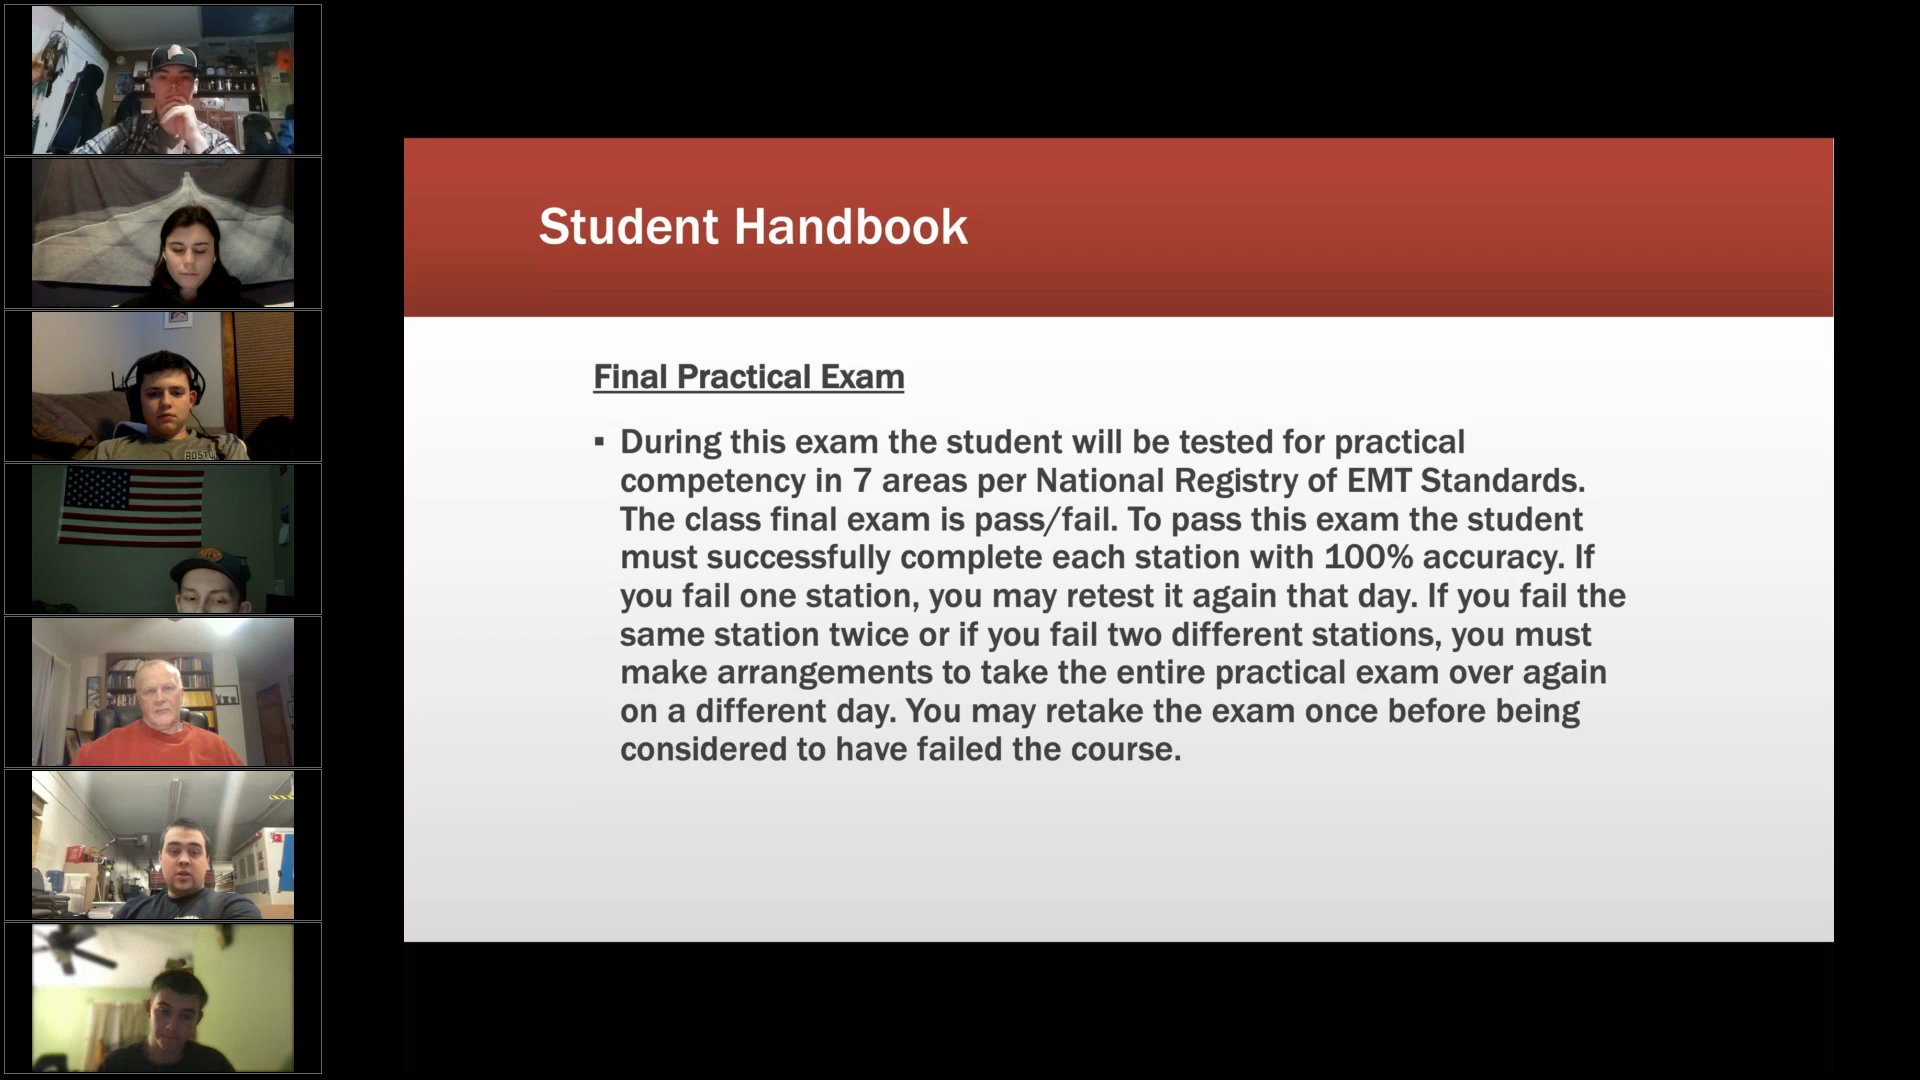 Student Handbook
Final Practical Exam
▪ During this exam the student will be tested for practical
competency in 7 areas per National Registry of EMT Standards.
The class final exam is pass/fail. To pass this exam the student
must successfully complete each station with 100% accuracy. If
you fail one station, you may retest it again that day. If you fail the
same station twice or if you fail two different stations, you must
make arrangements to take the entire practical exam over again
on a different day. You may retake the exam once before being
considered to have failed the course.